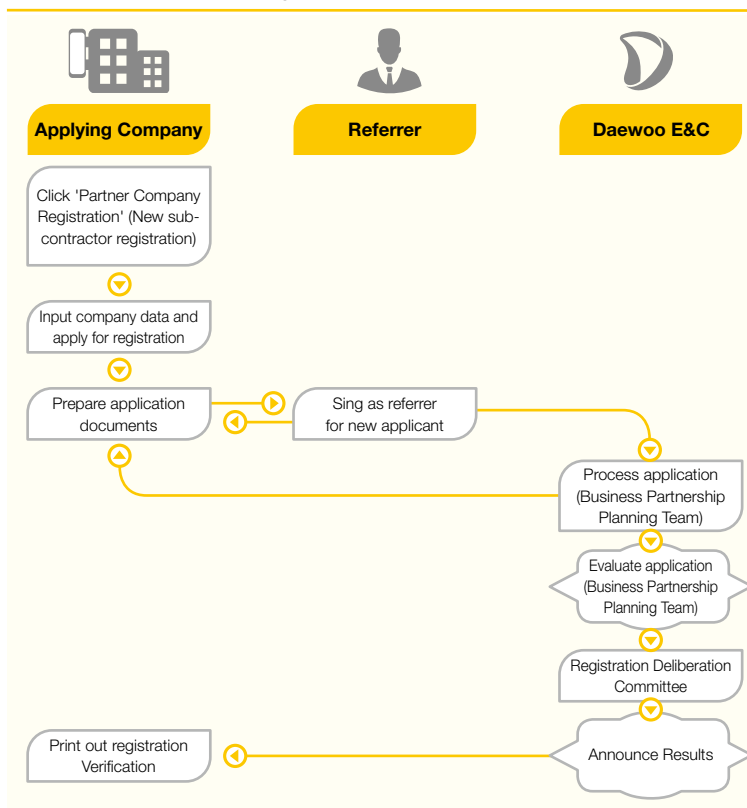 Applying Company
Referrer
Daewoo E&C
Click 'Partner Company
Registration' (New sub-
contractor registration)
Input company data and
apply for registration
Prepare application
documents
Sing as referrer
for new applicant
Process application
(Business Partnership
Planning Team)
Evaluate application
(Business Partnership
Planning Team)
Registration Deliberation
Committee
Print out registration
Verification
Announce Results